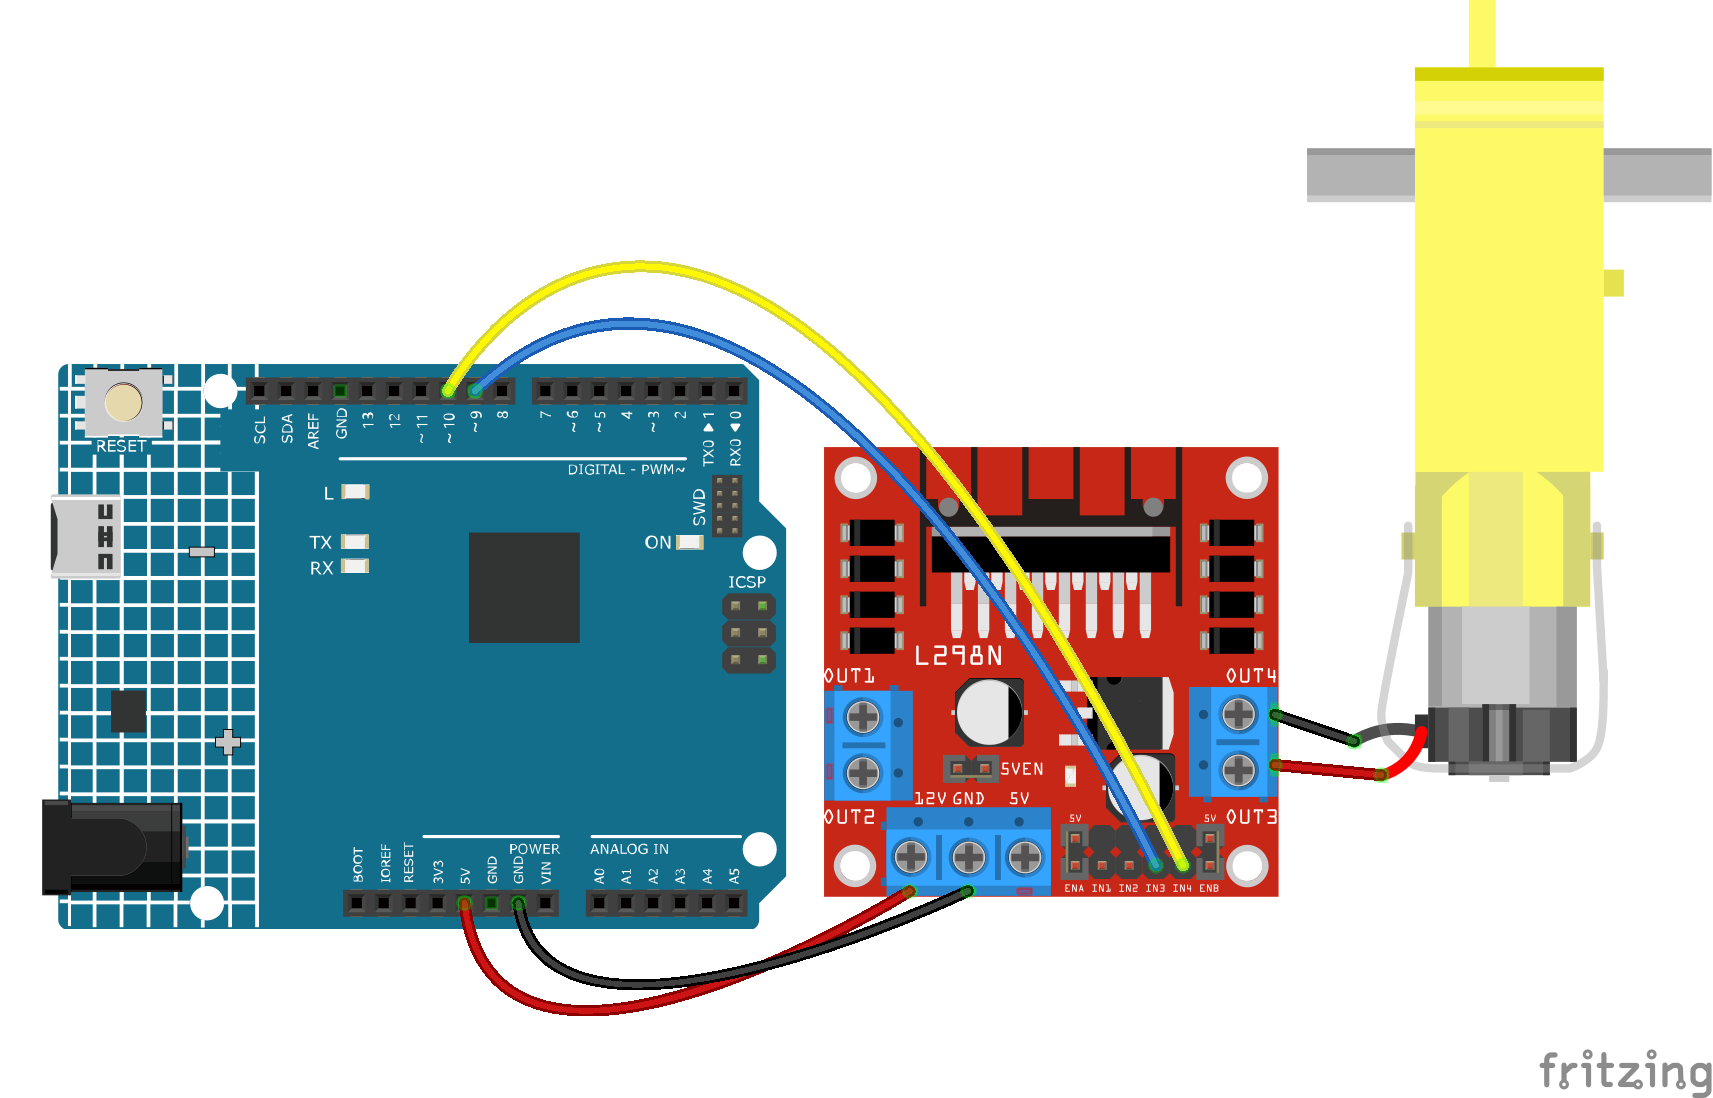 RESET
SCL
SDA
AREF
GND
13
12
~11
~10
~9
8
7
~6
~5
4
~3
2
TX0 ▶ 1
RX0 ◀ 0
DIGITAL - PWM~
L
TX
RX
ON
SWD
ICSP
BOOT
IOREF
RESET
3V3
5V
GND
GND
VIN
POWER
ANALOG IN
A0
A1
A2
A3
A4
A5
L298N
OUT1
OUT4
5VEN
12V GND 5V
OUT2
OUT3
5V
5V
ENA IN1 IN2 IN3 IN4 ENB
fritzing